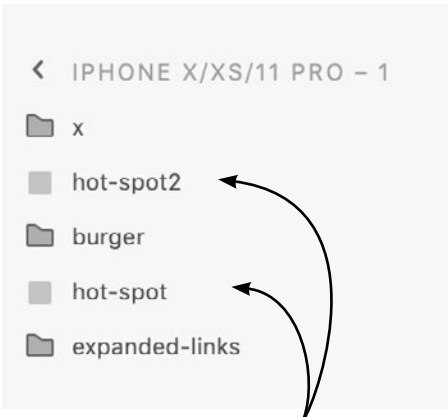 IPHONE X/XS/11 PRO – 1
x
hot-spot2
burger
hot-spot
expanded-links